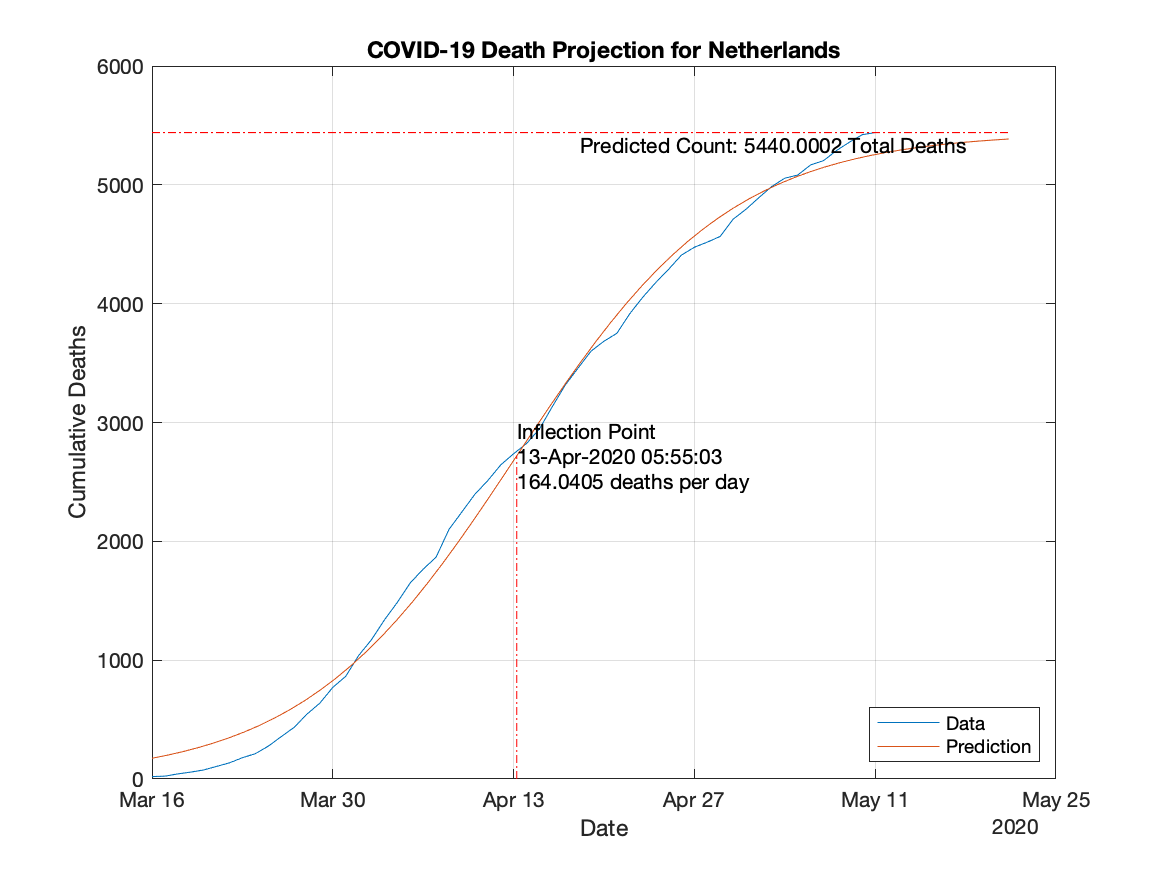 COVID-19 Death Projection for Netherlands
6000
Predicted Count: 5440.0002 Total Deaths
5000
4000
3000
Inflection Point
13-Apr-2020 05:55:03
164.0405 deaths per day
2000
1000
0
Cumulative Deaths
Data
Prediction
Mar 16 Mar 30 Apr 13 Apr 27 May 11 May 25
Date
2020